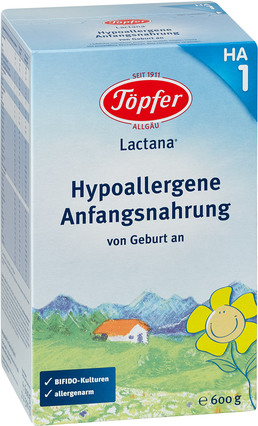 HA
1
SEIT 1911
Töpfer
ALLGÄU
Lactana®
Hypoallergene
Anfangsnahrung
von Geburt an
✓ BIFIDO-Kulturen
✓ allergenarm
℮ 600 g